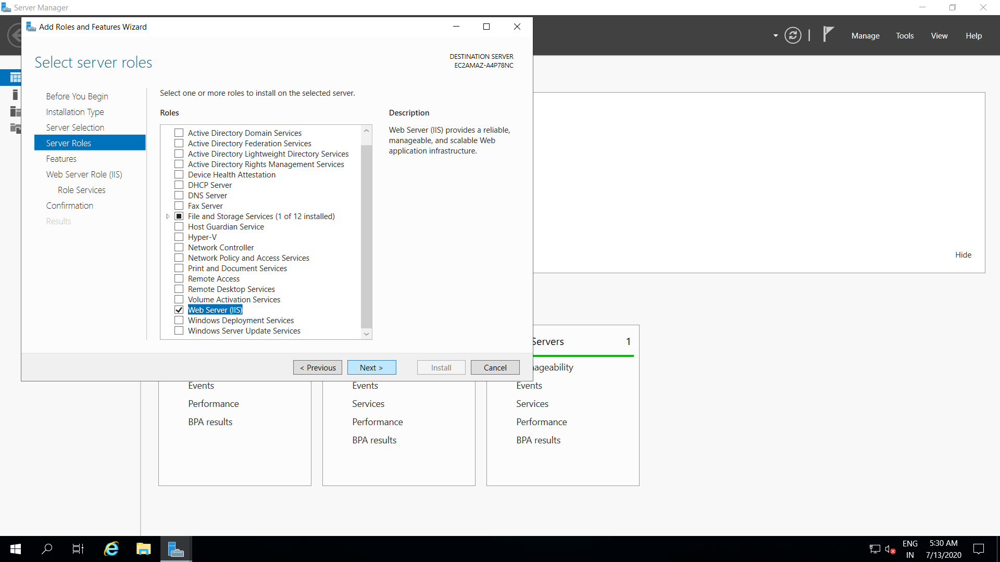 Server Manager
Add Roles and Features Wizard
Manage Tools View Help
Select server roles
DESTINATION SERVER
EC2AMAZ-A4P78NC
Before You Begin
Installation Type
Server Selection
Server Roles
Features
Web Server Role (IIS)
Role Services
Confirmation
Results
Select one or more roles to install on the selected server.
Roles
Active Directory Domain Services
Active Directory Federation Services
Active Directory Lightweight Directory Services
Active Directory Rights Management Services
Device Health Attestation
DHCP Server
DNS Server
Fax Server
File and Storage Services (1 of 12 installed)
Host Guardian Service
Hyper-V
Network Controller
Network Policy and Access Services
Print and Document Services
Remote Access
Remote Desktop Services
Volume Activation Services
Web Server (IIS)
Windows Deployment Services
Windows Server Update Services
Description
Web Server (IIS) provides a reliable,
manageable, and scalable Web
application infrastructure.
< Previous
Next >
Install
Cancel
Hide
Servers 1
ageability
Events
Performance
BPA results
Events
Services
Performance
BPA results
Events
Services
Performance
BPA results
ENG
IN
5:30 AM
7/13/2020